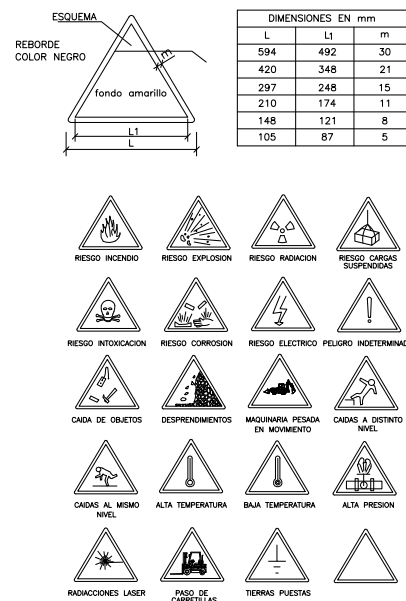 ESQUEMA
REBORDE
COLOR NEGRO
m
fondo amarillo
L1
L
DIMENSIONES EN mm
L L1 m
594 492 30
420 348 21
297 248 15
210 174 11
148 121 8
105 87 5
RIESGO INCENDIO
RIESGO EXPLOSION
RIESGO RADIACION
RIESGO CARGAS
SUSPENDIDAS
RIESGO INTOXICACION
RIESGO CORROSION
RIESGO ELECTRICO
PELIGRO INDETERMINAD
CAIDA DE OBJETOS
DESPRENDIMIENTOS
MAQUINARIA PESADA
EN MOVIMIENTO
CAIDAS A DISTINTO
NIVEL
CAIDAS AL MISMO
NIVEL
ALTA TEMPERATURA
BAJA TEMPERATURA
ALTA PRESION
RADIACCIONES LASER
PASO DE
CARRETILLAS
TIERRAS PUESTAS